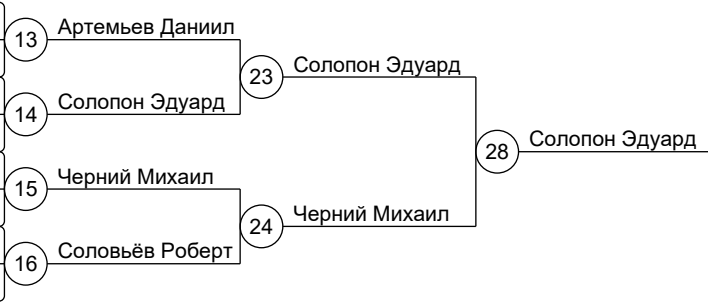 13 Артемьев Даниил
23 Солопон Эдуард
14 Солопон Эдуард
28 Солопон Эдуард
15 Черний Михаил
24 Черний Михаил
16 Соловьёв Роберт